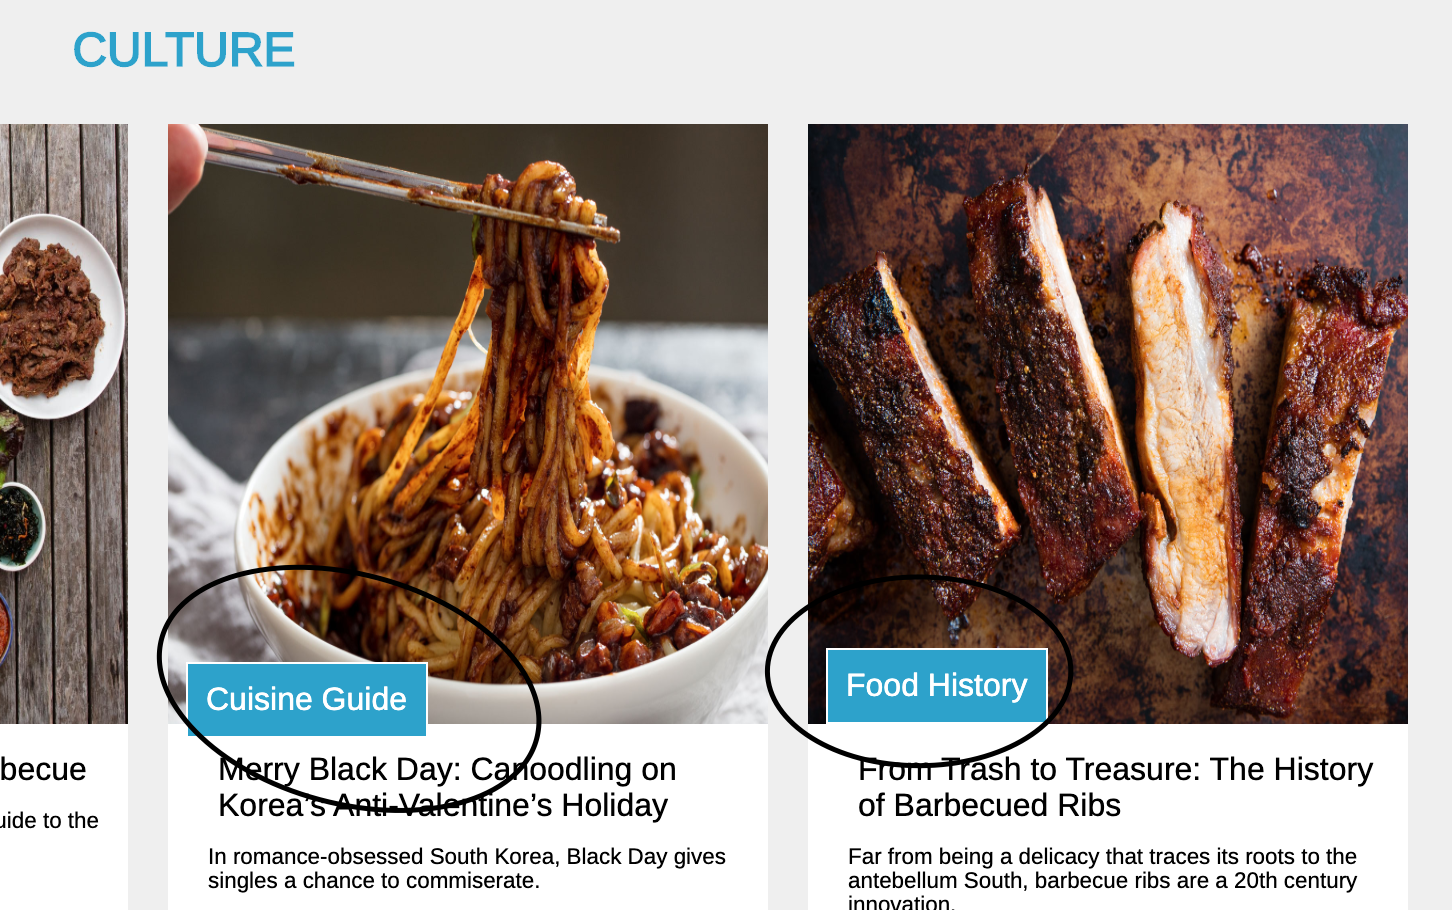 CULTURE
becue
uide to the
Cuisine Guide
Merry Black Day: Canoodling on
Korea’s Anti-Valentine’s Holiday
In romance-obsessed South Korea, Black Day gives
singles a chance to commiserate.
Food History
From Trash to Treasure: The History
of Barbecued Ribs
Far from being a delicacy that traces its roots to the
antebellum South, barbecue ribs are a 20th century
innovation.